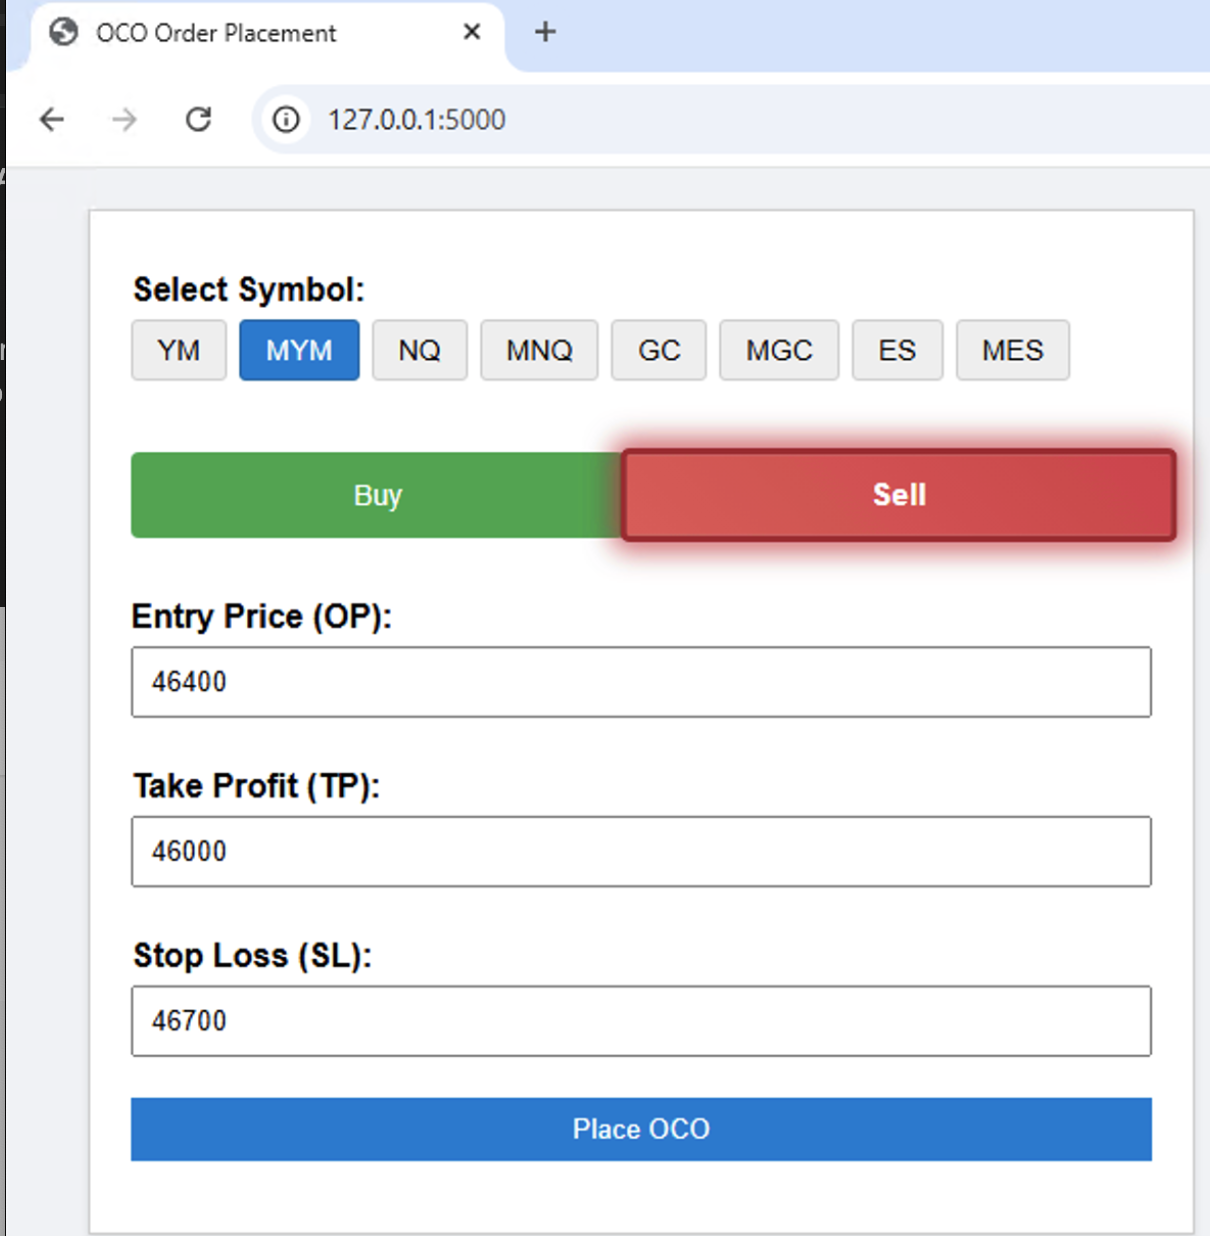 OCO Order Placement
127.0.0.1:5000
Select Symbol:
YM MYM NQ MNQ GC MGC ES MES
Buy Sell
Entry Price (OP):
46400
Take Profit (TP):
46000
Stop Loss (SL):
46700
Place OCO